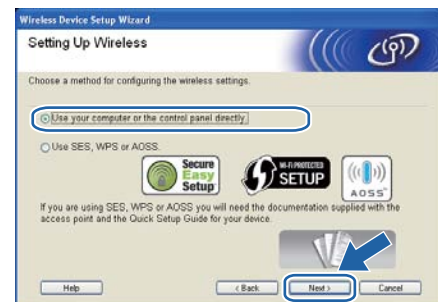 Wireless Device Setup Wizard
Setting Up Wireless
Choose a method for configuring the wireless settings.
Use your computer or the control panel directly.
Use SES, WPS or AOSS.
Secure
Easy
Setup
WI-FI PROTECTED
SETUP
AOSS
If you are using SES, WPS or AOSS you will need the documentation supplied with the
access point and the Quick Setup Guide for your device.
Help
< Back
Next >
Cancel